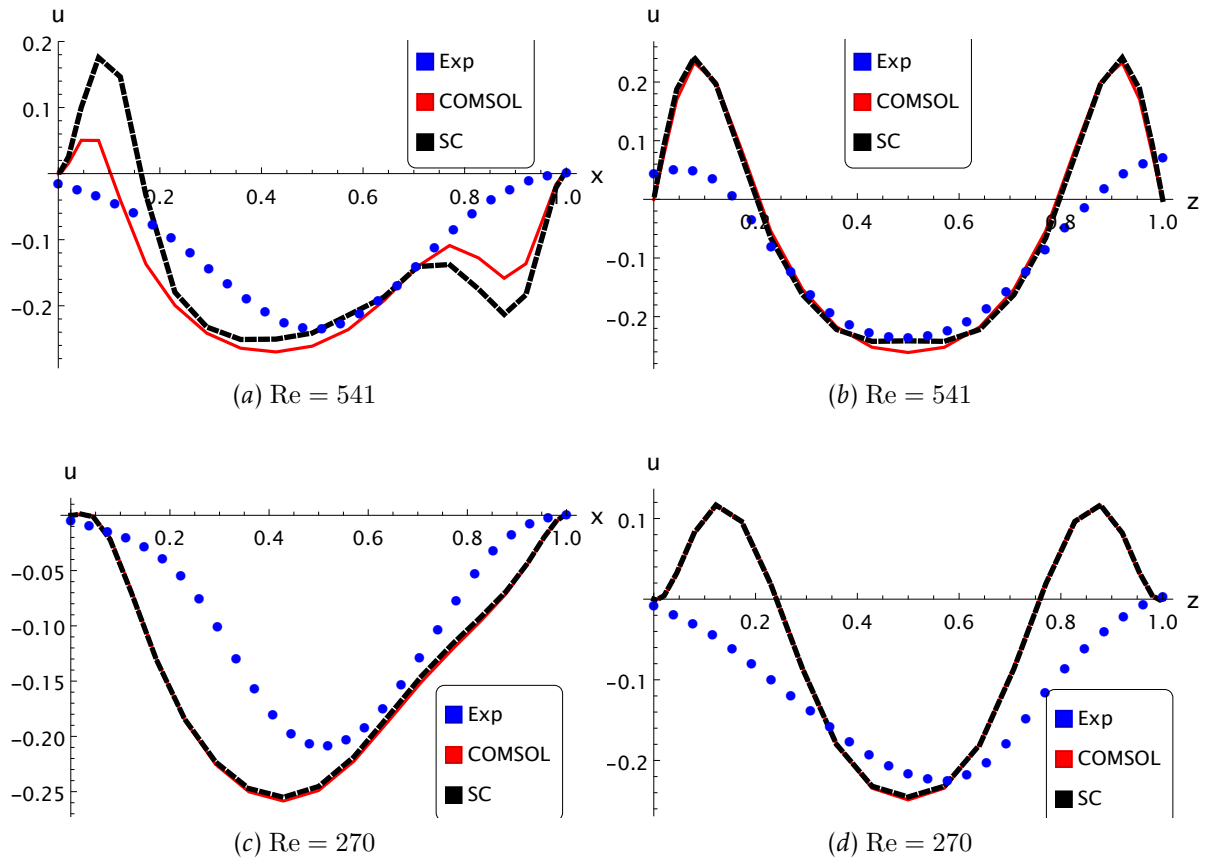 u
0.2
0.1
−0.1
−0.2
0.2
0.4
0.6
0.8
1.0
x
Exp
COMSOL
SC
(a) Re = 541
u
0.2
0.1
−0.1
−0.2
0.2
0.4
0.6
0.8
1.0
z
Exp
COMSOL
SC
(b) Re = 541
u
0.00
−0.05
−0.10
−0.15
−0.20
−0.25
0.2
0.4
0.6
0.8
1.0
x
Exp
COMSOL
SC
(c) Re = 270
u
0.1
−0.1
−0.2
0.2
0.4
0.6
0.8
1.0
z
Exp
COMSOL
SC
(d) Re = 270